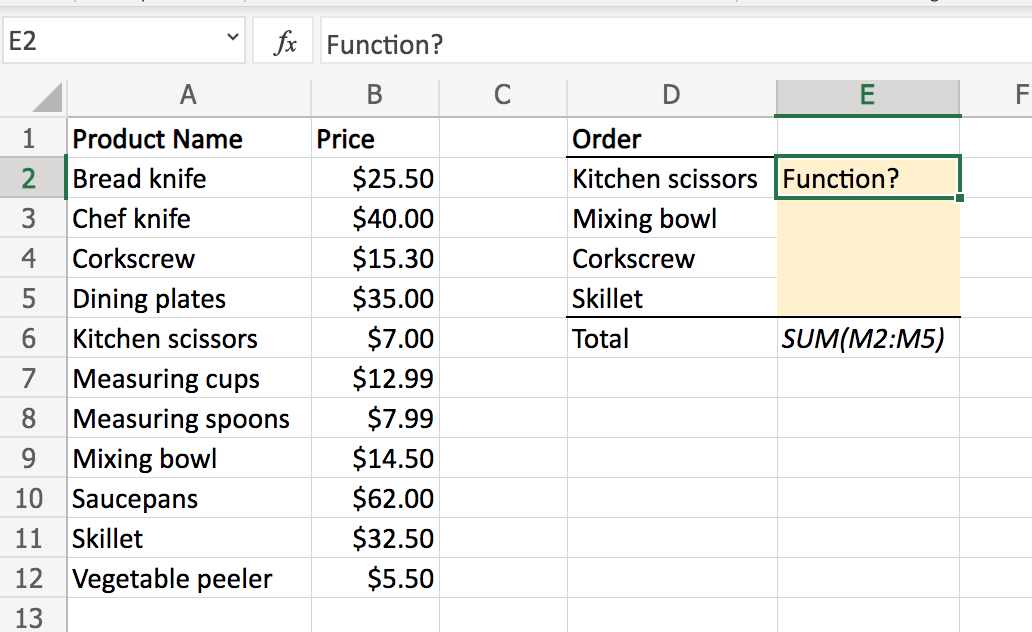 E2 fx Function?
A B C D E F
1 Product Name Price Order
2 Bread knife $25.50 Kitchen scissors Function?
3 Chef knife $40.00 Mixing bowl
4 Corkscrew $15.30 Corkscrew
5 Dining plates $35.00 Skillet
6 Kitchen scissors $7.00 Total SUM(M2:M5)
7 Measuring cups $12.99
8 Measuring spoons $7.99
9 Mixing bowl $14.50
10 Saucepans $62.00
11 Skillet $32.50
12 Vegetable peeler $5.50
13